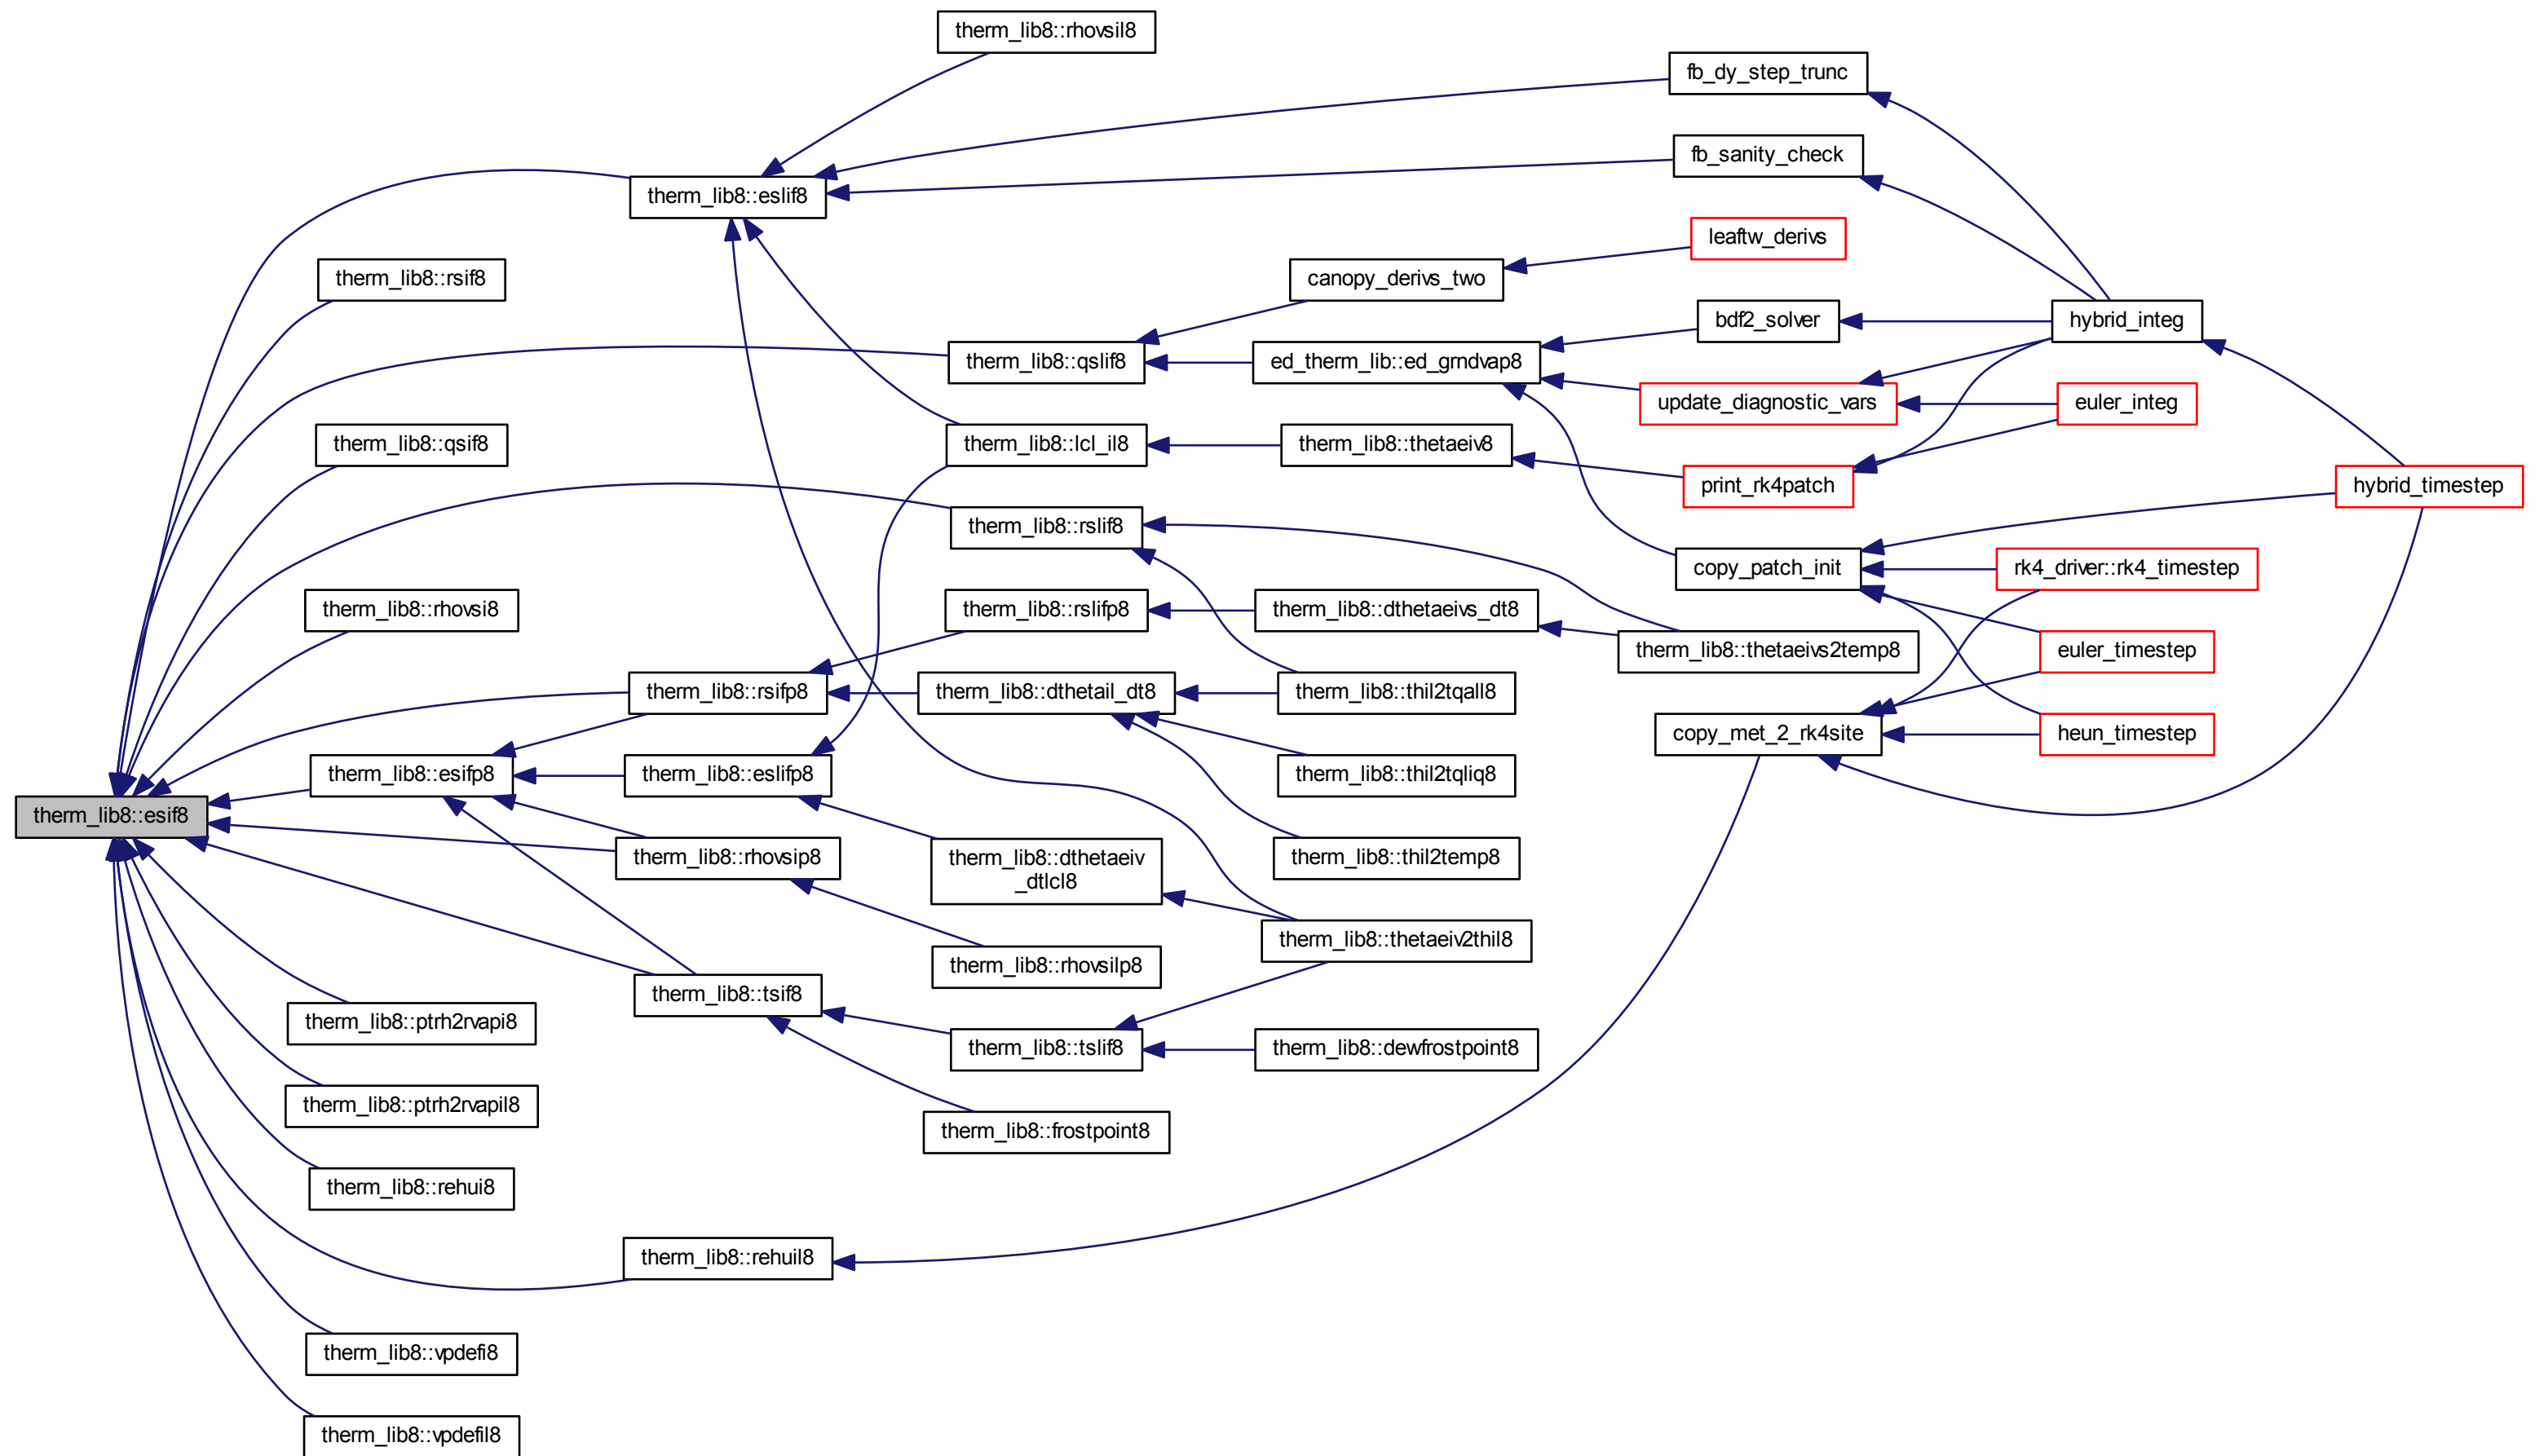 therm_lib8::rhovsil8
fb_dy_step_trunc
fb_sanity_check
therm_lib8::eslif8
leaftw_derivs
therm_lib8::rsif8
canopy_derivs_two
bdf2_solver
hybrid_integ
therm_lib8::qslif8
ed_therm_lib::ed_grndvap8
update_diagnostic_vars
euler_integ
therm_lib8::qsif8
therm_lib8::lcl_il8
therm_lib8::thetaeiv8
print_rk4patch
hybrid_timestep
therm_lib8::rslif8
copy_patch_init
rk4_driver::rk4_timestep
therm_lib8::rhovsi8
therm_lib8::rslifp8
therm_lib8::dthetaeivs_dt8
therm_lib8::thetaeivs2temp8
euler_timestep
therm_lib8::rsifp8
therm_lib8::dthetail_dt8
therm_lib8::thil2tqall8
copy_met_2_rk4site
heun_timestep
therm_lib8::esifp8
therm_lib8::eslifp8
therm_lib8::thil2tqliq8
therm_lib8::esif8
therm_lib8::rhovsip8
therm_lib8::dthetaeiv
_dtlcl8
therm_lib8::thil2temp8
therm_lib8::thetaeiv2thil8
therm_lib8::rhovsilp8
therm_lib8::tsif8
therm_lib8::ptrh2rvapi8
therm_lib8::tslif8
therm_lib8::dewfrostpoint8
therm_lib8::ptrh2rvapil8
therm_lib8::frostpoint8
therm_lib8::rehui8
therm_lib8::rehuil8
therm_lib8::vpdefi8
therm_lib8::vpdefil8